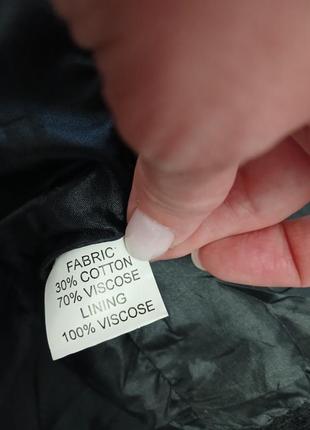 FABRIC
30% COTTON
70% VISCOSE
LINING
100% VISCOSE